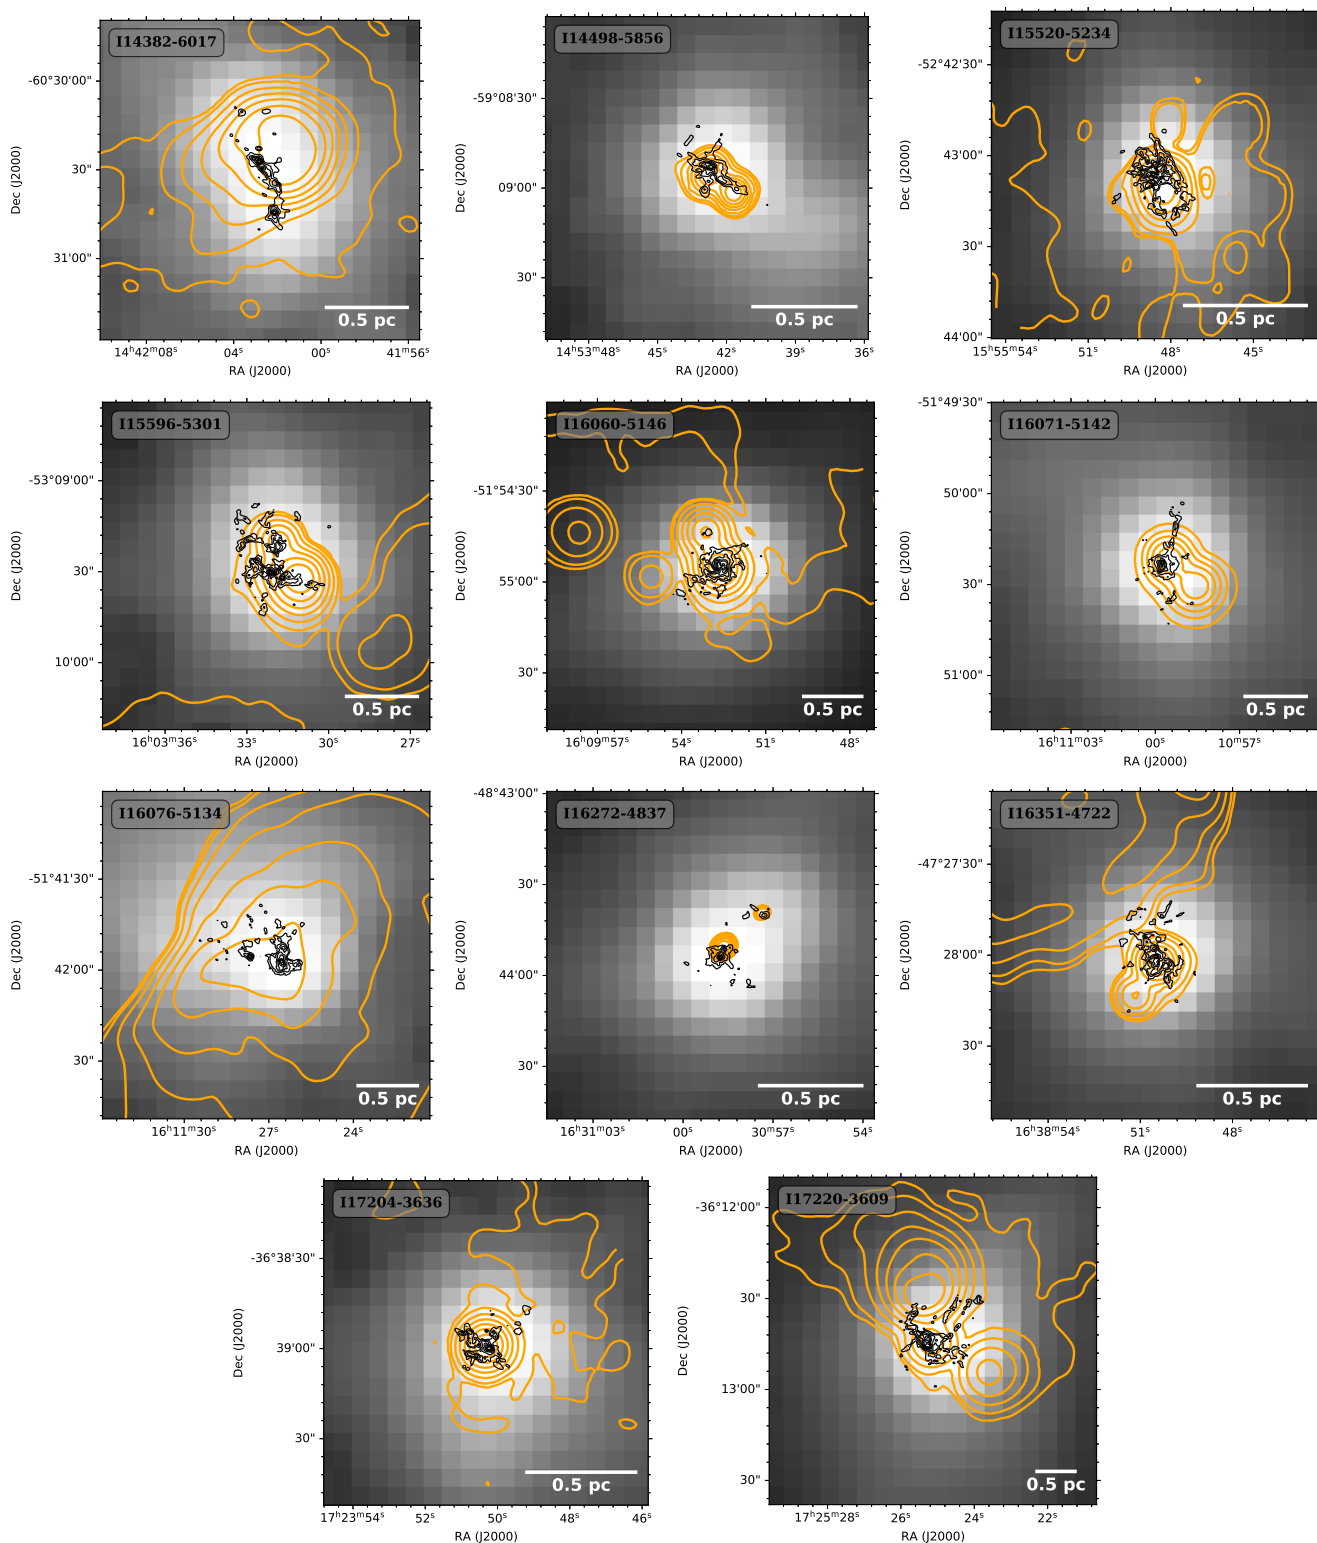 I14382-6017
-60°30'00"
30"
31'00"
Dec (J2000)
0.5 pc
14ʰ42ᵐ08ˢ 04ˢ 00ˢ 41ᵐ56ˢ
RA (J2000)
I14498-5856
-59°08'30"
09'00"
30"
Dec (J2000)
0.5 pc
14ʰ53ᵐ48ˢ 45ˢ 42ˢ 39ˢ 36ˢ
RA (J2000)
I15520-5234
-52°42'30"
43'00"
30"
44'00"
Dec (J2000)
0.5 pc
15ʰ55ᵐ54ˢ 51ˢ 48ˢ 45ˢ
RA (J2000)
I15596-5301
-53°09'00"
30"
10'00"
Dec (J2000)
0.5 pc
16ʰ03ᵐ36ˢ 33ˢ 30ˢ 27ˢ
RA (J2000)
I16060-5146
-51°54'30"
55'00"
30"
Dec (J2000)
0.5 pc
16ʰ09ᵐ57ˢ 54ˢ 51ˢ 48ˢ
RA (J2000)
I16071-5142
-51°49'30"
50'00"
30"
51'00"
Dec (J2000)
0.5 pc
16ʰ11ᵐ03ˢ 00ˢ 10ᵐ57ˢ
RA (J2000)
I16076-5134
-51°41'30"
42'00"
30"
Dec (J2000)
0.5 pc
16ʰ11ᵐ30ˢ 27ˢ 24ˢ
RA (J2000)
I16272-4837
-48°43'00"
30"
44'00"
30"
Dec (J2000)
0.5 pc
16ʰ31ᵐ03ˢ 00ˢ 30ᵐ57ˢ 54ˢ
RA (J2000)
I16351-4722
-47°27'30"
28'00"
30"
Dec (J2000)
0.5 pc
16ʰ38ᵐ54ˢ 51ˢ 48ˢ
RA (J2000)
I17204-3636
-36°38'30"
39'00"
30"
Dec (J2000)
0.5 pc
17ʰ23ᵐ54ˢ 52ˢ 50ˢ 48ˢ 46ˢ
RA (J2000)
I17220-3609
-36°12'00"
30"
13'00"
30"
Dec (J2000)
0.5 pc
17ʰ25ᵐ28ˢ 26ˢ 24ˢ 22ˢ
RA (J2000)